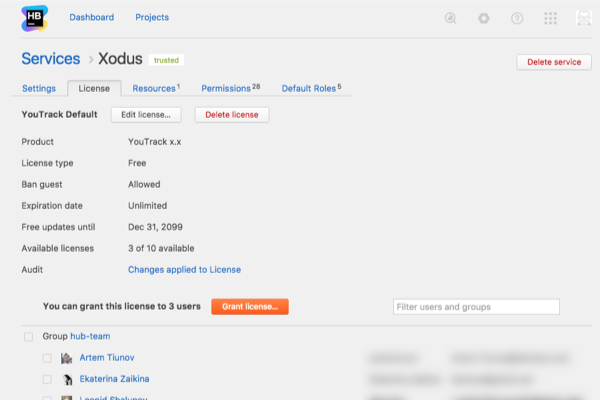 HB
Dashboard Projects
Services > Xodus trusted
Delete service
Settings License Resources 1 Permissions 28 Default Roles 5
YouTrack Default Edit license... Delete license
Product YouTrack x.x
License type Free
Ban guest Allowed
Expiration date Unlimited
Free updates until Dec 31, 2099
Available licenses 3 of 10 available
Audit Changes applied to License
You can grant this license to 3 users Grant license... Filter users and groups
Group hub-team
Artem Tiunov
Ekaterina Zaikina